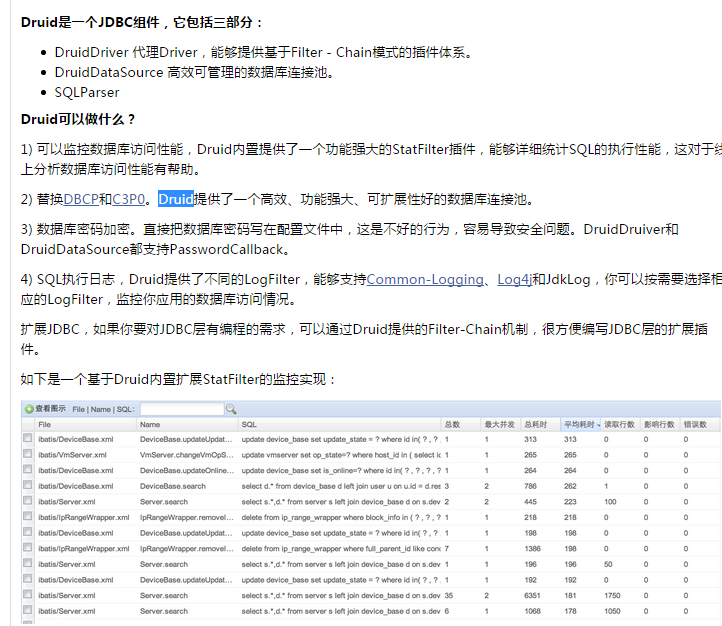 Druid是一个JDBC组件，它包括三部分：
DruidDriver 代理Driver，能够提供基于Filter－Chain模式的插件体系。
DruidDataSource 高效可管理的数据库连接池。
SQLParser
Druid可以做什么？
1) 可以监控数据库访问性能，Druid内置提供了一个功能强大的StatFilter插件，能够详细统计SQL的执行性能，这对于线
上分析数据库访问性能有帮助。
2) 替换DBCP和C3P0。Druid提供了一个高效、功能强大、可扩展性好的数据库连接池。
3) 数据库密码加密。直接把数据库密码写在配置文件中，这是不好的行为，容易导致安全问题。DruidDruiver和
DruidDataSource都支持PasswordCallback。
4) SQL执行日志，Druid提供了不同的LogFilter，能够支持Common-Logging、Log4j和JdkLog，你可以按需要选择相
应的LogFilter，监控你应用的数据库访问情况。
扩展JDBC，如果你要对JDBC层有编程的需求，可以通过Druid提供的Filter-Chain机制，很方便编写JDBC层的扩展插
件。
如下是一个基于Druid内置扩展StatFilter的监控实现：
查看图示 File | Name | SQL:
File Name SQL 总数 最大并发 总耗时 平均耗时 读取行数 影响行数 错误数
ibatis/DeviceBase.xml DeviceBase.updateUpdat... update device_base set update_state = ? where id in( ? , ? . 1 1 313 313 0 0 0
ibatis/VmServer.xml VmServer.changeVmOpS... update vmserver set op_state=? where host_id in ( select id 1 1 265 265 0 0 0
ibatis/DeviceBase.xml DeviceBase.updateOnline... update device_base set is_online=? where id in( ? , ? , ? , ? 1 1 264 264 0 0 0
ibatis/DeviceBase.xml DeviceBase.search select d.* from device_base d left join user u on u.id = d.res 3 2 786 262 1 0 0
ibatis/Server.xml Server.search select s.*,d.* from server s left join device_base d on s.dev 2 2 445 223 100 0 0
ibatis/IpRangeWrapper.xml IpRangeWrapper.removeI... delete from ip_range_wrapper where block_info in ( ? , ? , ? 1 1 218 218 0 0 0
ibatis/DeviceBase.xml DeviceBase.updateUpdat... update device_base set update_state = ? where id in( ? , ? . 1 1 198 198 0 0 0
ibatis/IpRangeWrapper.xml IpRangeWrapper.removeI... delete from ip_range_wrapper where full_parent_id like conc 7 1 1386 198 0 0 0
ibatis/Server.xml Server.search select s.*,d.* from server s left join device_base d on s.dev 1 1 196 196 50 0 0
ibatis/DeviceBase.xml DeviceBase.updateUpdat... update device_base set update_state = ? where id in( ? , ? . 1 1 192 192 0 0 0
ibatis/Server.xml Server.search select s.*,d.* from server s left join device_base d on s.dev 35 2 6351 181 1750 0 0
ibatis/Server.xml Server.search select s.*,d.* from server s left join device_base d on s.dev 6 1 1068 178 1050 0 0